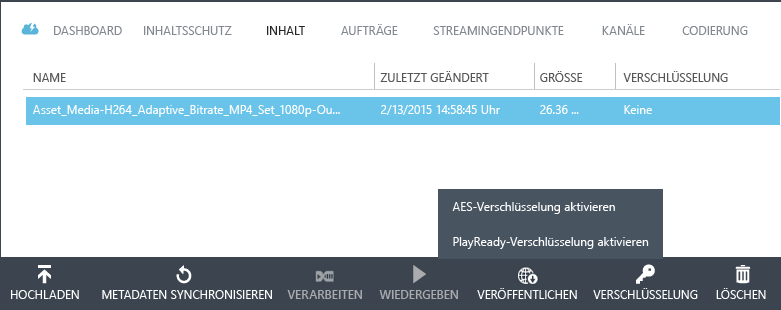 DASHBOARD INHALTSSCHUTZ INHALT AUFTRÄGE STREAMINGENDPUNKTE KANÄLE CODIERUNG
NAME ZULETZT GEÄNDERT GRÖSSE VERSCHLÜSSELUNG
Asset_Media-H264_Adaptive_Bitrate_MP4_Set_1080p-Ou... 2/13/2015 14:58:45 Uhr 26.36 ... Keine
AES-Verschlüsselung aktivieren
PlayReady-Verschlüsselung aktivieren
HOCHLADEN METADATEN SYNCHRONISIEREN VERARBEITEN WIEDERGEBEN VERÖFFENTLICHEN VERSCHLÜSSELUNG LÖSCHEN